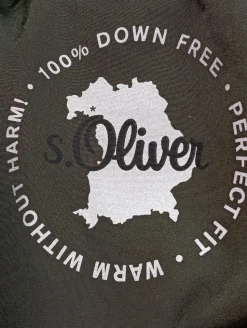 100% DOWN FREE • PERFECT FIT • WARM WITHOUT HARM! •
s.Oliver